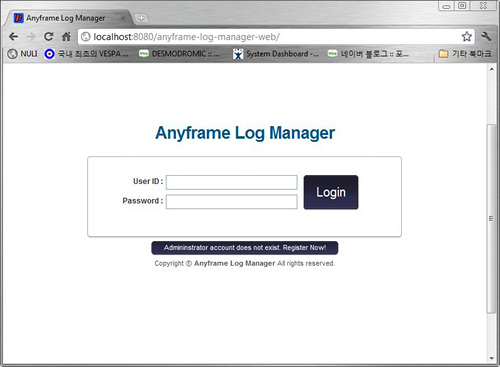 Anyframe Log Manager
localhost:8080/anyframe-log-manager-web/
NULI 국내 최초의 VESPA ... DESMODROMIC :: ... System Dashboard -... 네이버 블로그 :: 포... 기타 북마크
Anyframe Log Manager
User ID :
Login
Password :
Admininstrator account does not exist. Register Now!
Copyright ⓒ Anyframe Log Manager All rights reserved.